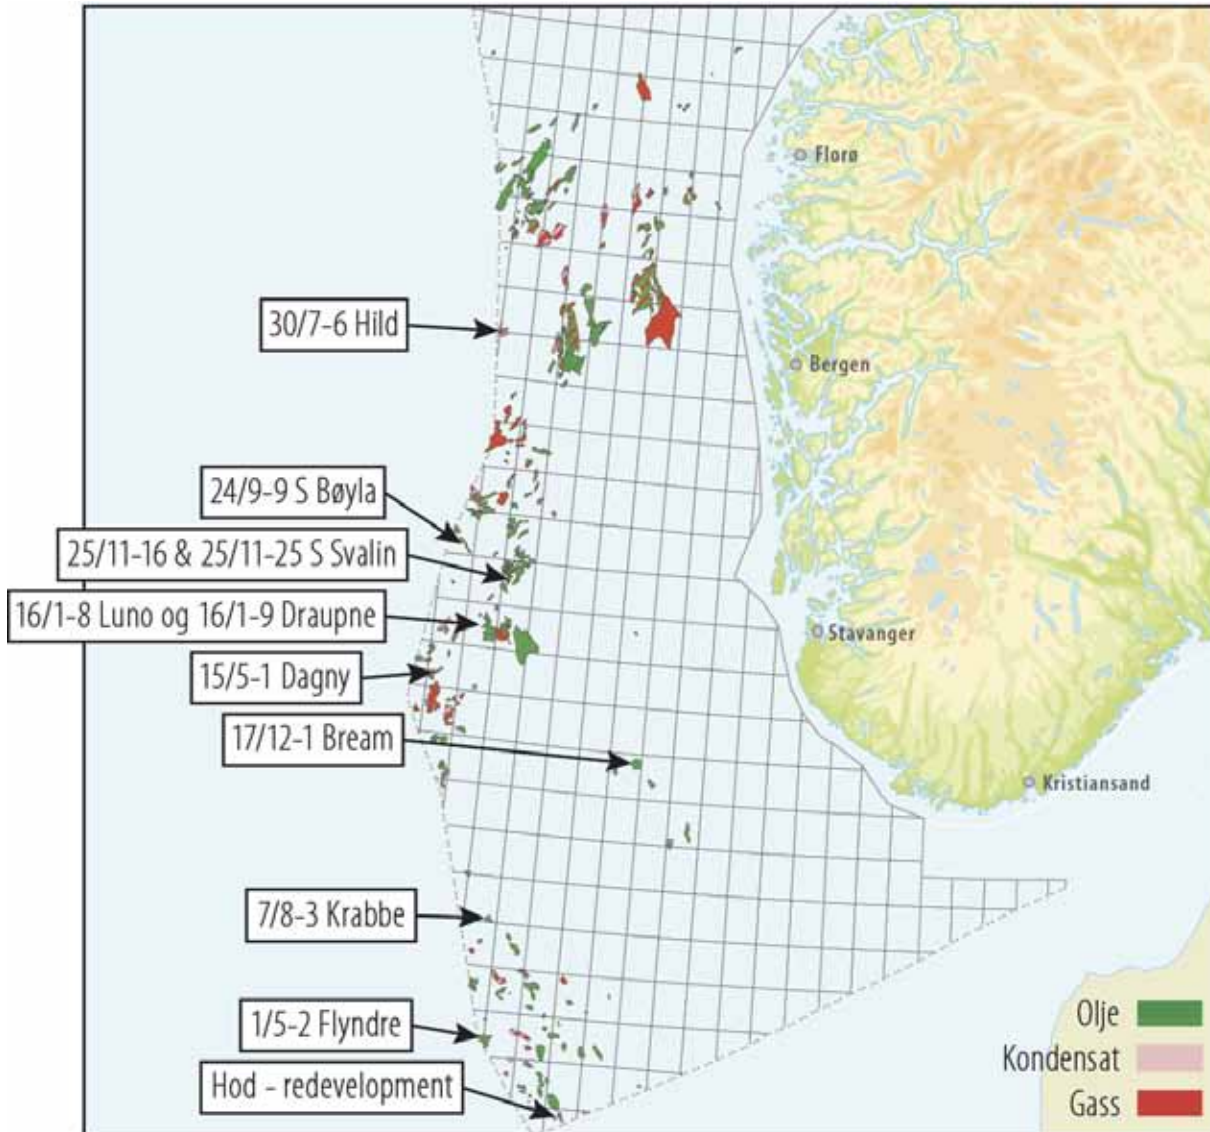 Florø
30/7-6 Hild
Bergen
24/9-9 S Bøyla
25/11-16 & 25/11-25 S Svalin
16/1-8 Luno og 16/1-9 Draupne
Stavanger
15/5-1 Dagny
17/12-1 Bream
Kristiansand
7/8-3 Krabbe
1/5-2 Flyndre
Hod - redevelopment
Olje
Kondensat
Gass